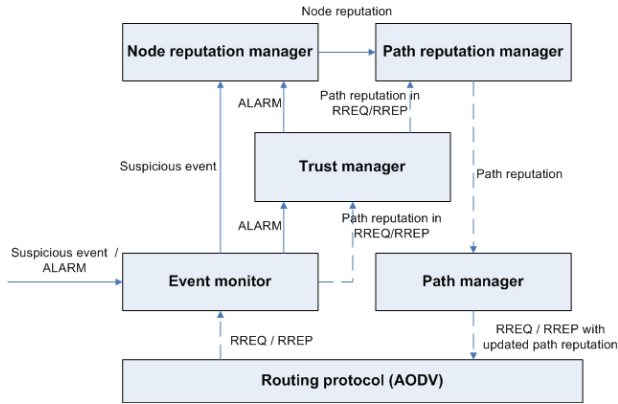 Node reputation
Node reputation manager
Path reputation manager
ALARM
Path reputation in
RREQ/RREP
Suspicious event
Trust manager
Path reputation
ALARM
Path reputation in
RREQ/RREP
Suspicious event /
ALARM
Event monitor
Path manager
RREQ / RREP
RREQ / RREP with
updated path reputation
Routing protocol (AODV)